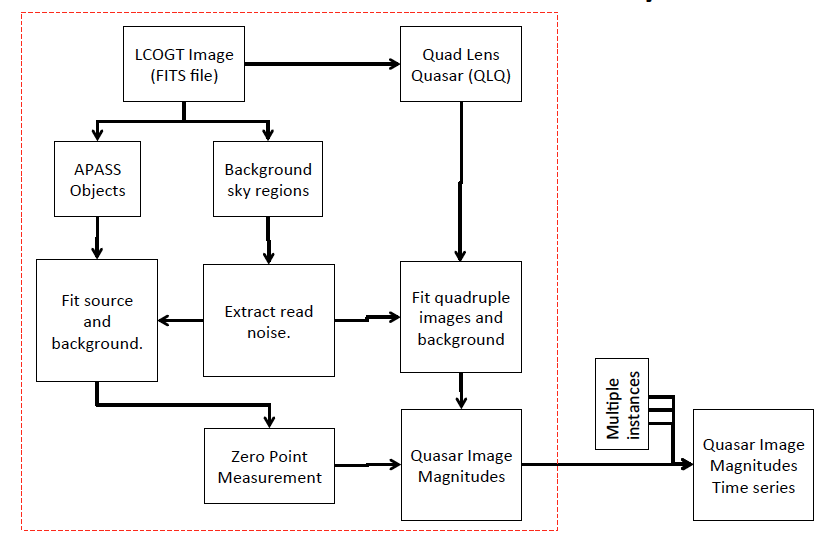 LCOGT Image
(FITS file)
Quad Lens
Quasar (QLQ)
APASS
Objects
Background
sky regions
Fit source
and
background.
Extract read
noise.
Fit quadruple
images and
background
Multiple
instances
Zero Point
Measurement
Quasar Image
Magnitudes
Quasar Image
Magnitudes
Time series